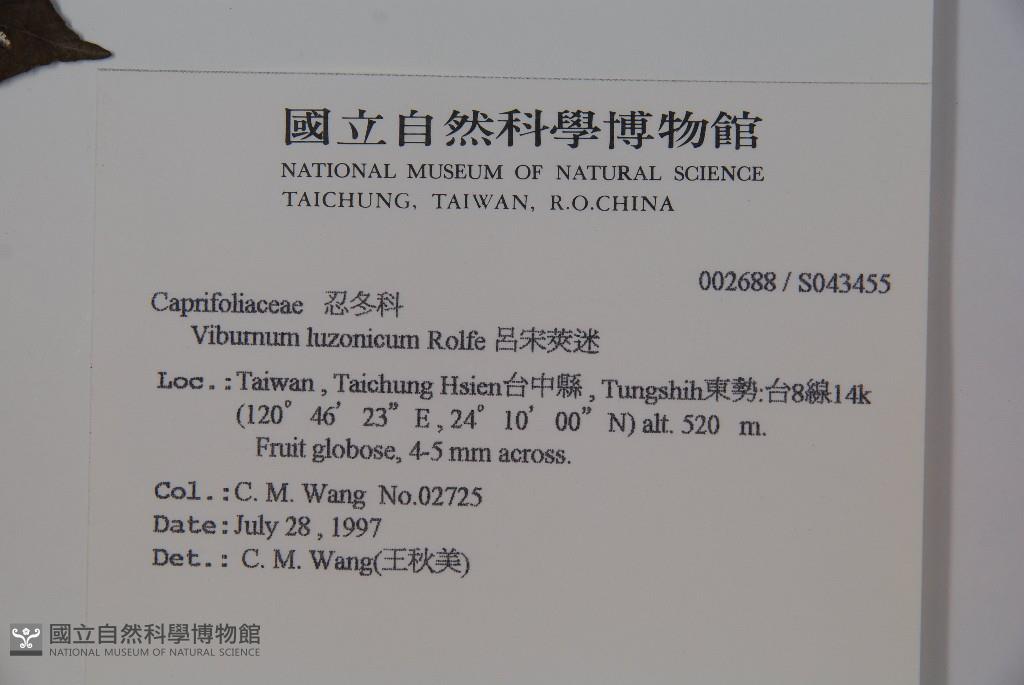 國立自然科學博物館
NATIONAL MUSEUM OF NATURAL SCIENCE
TAICHUNG, TAIWAN, R.O.CHINA
002688 / S043455
Caprifoliaceae 忍冬科
Viburnum luzonicum Rolfe 呂宋莢迷
Loc.:Taiwan , Taichung Hsien台中縣 , Tungshih東勢:台8線14k
(120° 46' 23” E , 24° 10' 00” N) alt. 520 m.
Fruit globose, 4-5 mm across.
Col.:C. M. Wang No.02725
Date:July 28 , 1997
Det.: C. M. Wang(王秋美)
國立自然科學博物館
NATIONAL MUSEUM OF NATURAL SCIENCE